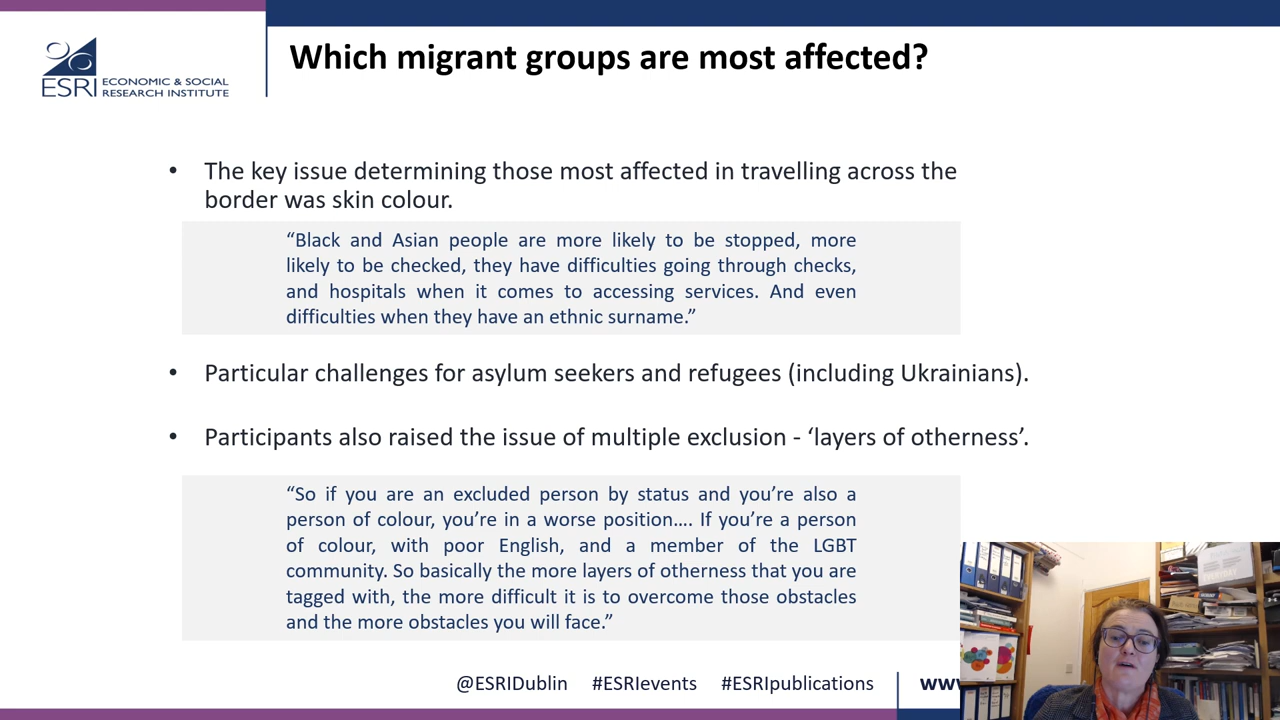 Which migrant groups are most affected?
ESRI ECONOMIC & SOCIAL
RESEARCH INSTITUTE
• The key issue determining those most affected in travelling across the
border was skin colour.
“Black and Asian people are more likely to be stopped, more
likely to be checked, they have difficulties going through checks,
and hospitals when it comes to accessing services. And even
difficulties when they have an ethnic surname.”
• Particular challenges for asylum seekers and refugees (including Ukrainians).
• Participants also raised the issue of multiple exclusion - ‘layers of otherness’.
“So if you are an excluded person by status and you’re also a
person of colour, you’re in a worse position…. If you’re a person
of colour, with poor English, and a member of the LGBT
community. So basically the more layers of otherness that you are
tagged with, the more difficult it is to overcome those obstacles
and the more obstacles you will face.”
@ESRIDublin #ESRIevents #ESRIpublications